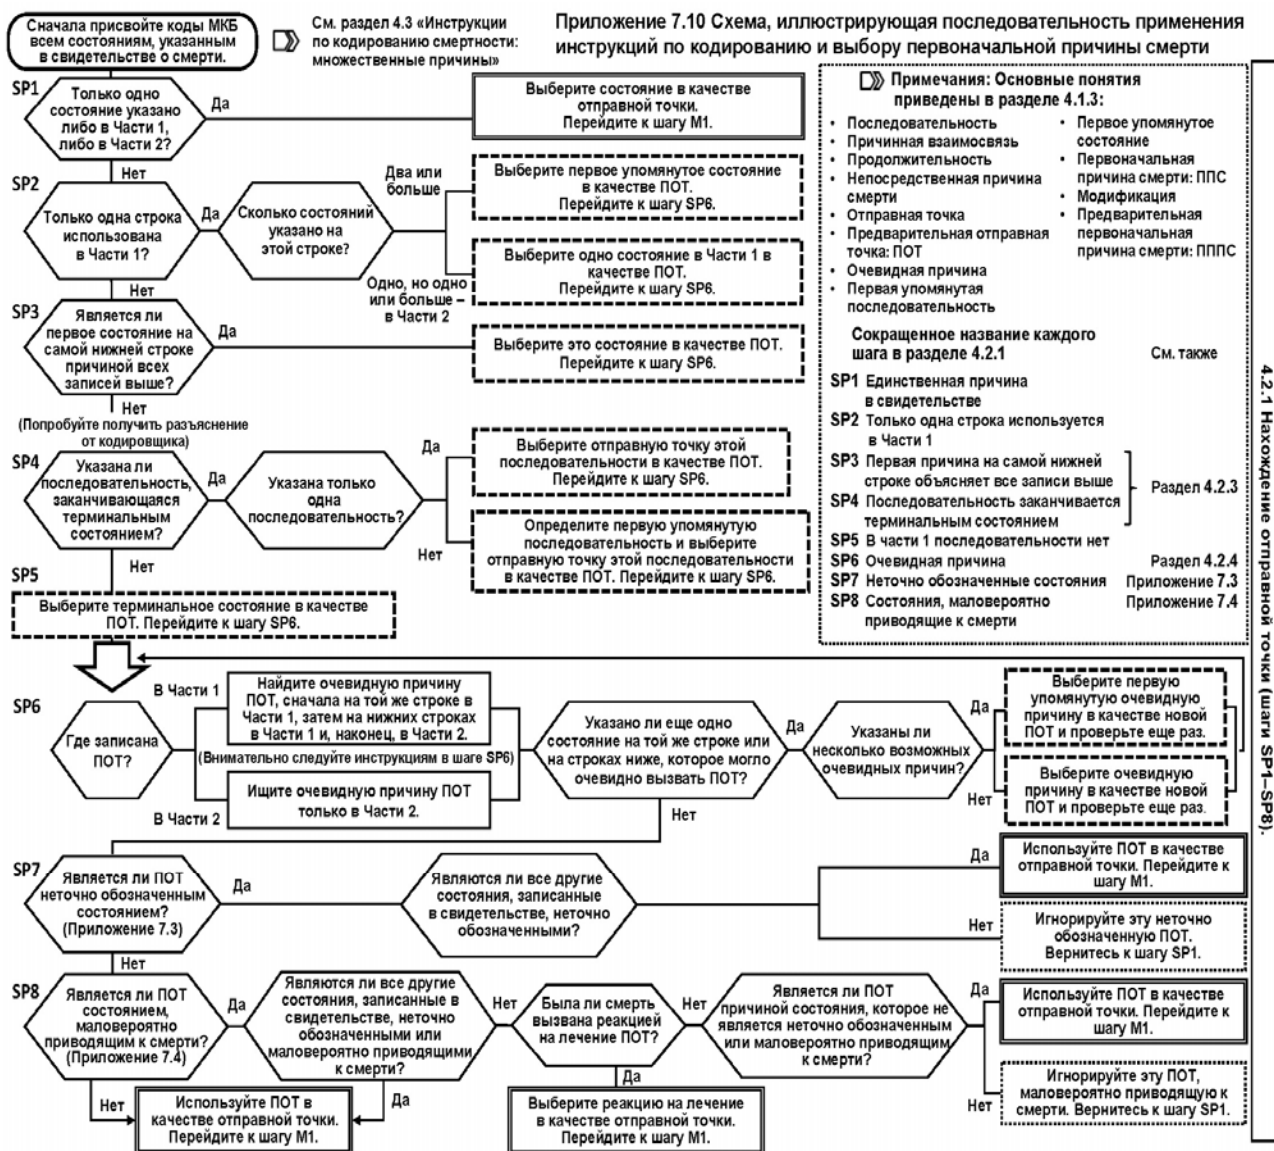 Сначала присвойте коды МКБ
всем состояниям, указанным
в свидетельстве о смерти.
См. раздел 4.3 «Инструкции
по кодированию смертности:
множественные причины»
Приложение 7.10 Схема, иллюстрирующая последовательность применения
инструкций по кодированию и выбору первоначальной причины смерти
SP1
Только одно
состояние указано
либо в Части 1,
либо в Части 2?
Да
Выберите состояние в качестве
отправной точки.
Перейдите к шагу M1.
Нет
SP2
Только одна строка
использована
в Части 1?
Да
Сколько состояний
указано на
этой строке?
Два или
больше
Выберите первое упомянутое состояние
в качестве ПОТ.
Перейдите к шагу SP6.
Одно, но одно
или больше –
в Части 2
Выберите одно состояние в Части 1 в
качестве ПОТ.
Перейдите к шагу SP6.
Нет
SP3
Является ли
первое состояние на
самой нижней строке
причиной всех
записей выше?
Да
Выберите это состояние в качестве ПОТ.
Перейдите к шагу SP6.
Нет
(Попробуйте получить разъяснение
от кодировщика)
SP4
Указана ли
последовательность,
заканчивающаяся
терминальным
состоянием?
Да
Указана только
одна
последовательность?
Да
Выберите отправную точку этой
последовательности в качестве ПОТ.
Перейдите к шагу SP6.
Нет
Определите первую упомянутую
последовательность и выберите
отправную точку этой последовательности
в качестве ПОТ. Перейдите к шагу SP6.
Нет
SP5
Выберите терминальное состояние в качестве
ПОТ. Перейдите к шагу SP6.
Примечания: Основные понятия
приведены в разделе 4.1.3:
• Последовательность
• Причинная взаимосвязь
• Продолжительность
• Непосредственная причина
смерти
• Отправная точка
• Предварительная отправная
точка: ПОТ
• Очевидная причина
• Первая упомянутая
последовательность
• Первое упомянутое
состояние
• Первоначальная
причина смерти: ППС
• Модификация
• Предварительная
первоначальная
причина смерти: ПППС
Сокращенное название каждого
шага в разделе 4.2.1
См. также
SP1 Единственная причина
в свидетельстве
SP2 Только одна строка используется
в Части 1
SP3 Первая причина на самой нижней
строке объясняет все записи выше
SP4 Последовательность заканчивается
терминальным состоянием
Раздел 4.2.3
SP5 В части 1 последовательности нет
SP6 Очевидная причина Раздел 4.2.4
SP7 Неточно обозначенные состояния Приложение 7.3
SP8 Состояния, маловероятно Приложение 7.4
приводящие к смерти
4.2.1 Нахождение отправной точки (шаги SP1–SP8).
SP6
Где записана
ПОТ?
В Части 1
Найдите очевидную причину
ПОТ, сначала на той же строке в
Части 1, затем на нижних строках
в Части 1 и, наконец, в Части 2.
(Внимательно следуйте инструкциям в шаге SP6)
Ищите очевидную причину ПОТ
только в Части 2.
В Части 2
Указано ли еще одно
состояние на той же строке или
на строках ниже, которое могло
очевидно вызвать ПОТ?
Да
Указаны ли
несколько возможных
очевидных причин?
Да
Выберите первую
упомянутую очевидную
причину в качестве новой
ПОТ и проверьте еще раз.
Нет
Выберите очевидную
причину в качестве новой
ПОТ и проверьте еще раз.
Нет
SP7
Является ли ПОТ
неточно обозначенным
состоянием?
(Приложение 7.3)
Да
Являются ли все другие
состояния, записанные
в свидетельстве, неточно
обозначенными?
Да
Используйте ПОТ в качестве
отправной точки. Перейдите к
шагу M1.
Нет
Игнорируйте эту неточно
обозначенную ПОТ.
Вернитесь к шагу SP1.
Нет
SP8
Является ли ПОТ
состоянием,
маловероятно
приводящим к смерти?
(Приложение 7.4)
Да
Являются ли все другие
состояния, записанные в
свидетельстве, неточно
обозначенными или
маловероятно приводящими
к смерти?
Нет
Была ли смерть
вызвана реакцией
на лечение ПОТ?
Нет
Является ли ПОТ
причиной состояния, которое не
является неточно обозначенным
или маловероятно приводящим
к смерти?
Да
Используйте ПОТ в качестве
отправной точки. Перейдите к
шагу M1.
Нет
Игнорируйте эту ПОТ,
маловероятно приводящую к
смерти. Вернитесь к шагу SP1.
Нет
Используйте ПОТ в
качестве отправной точки.
Перейдите к шагу M1.
Да
Да
Выберите реакцию на лечение
в качестве отправной точки.
Перейдите к шагу M1.